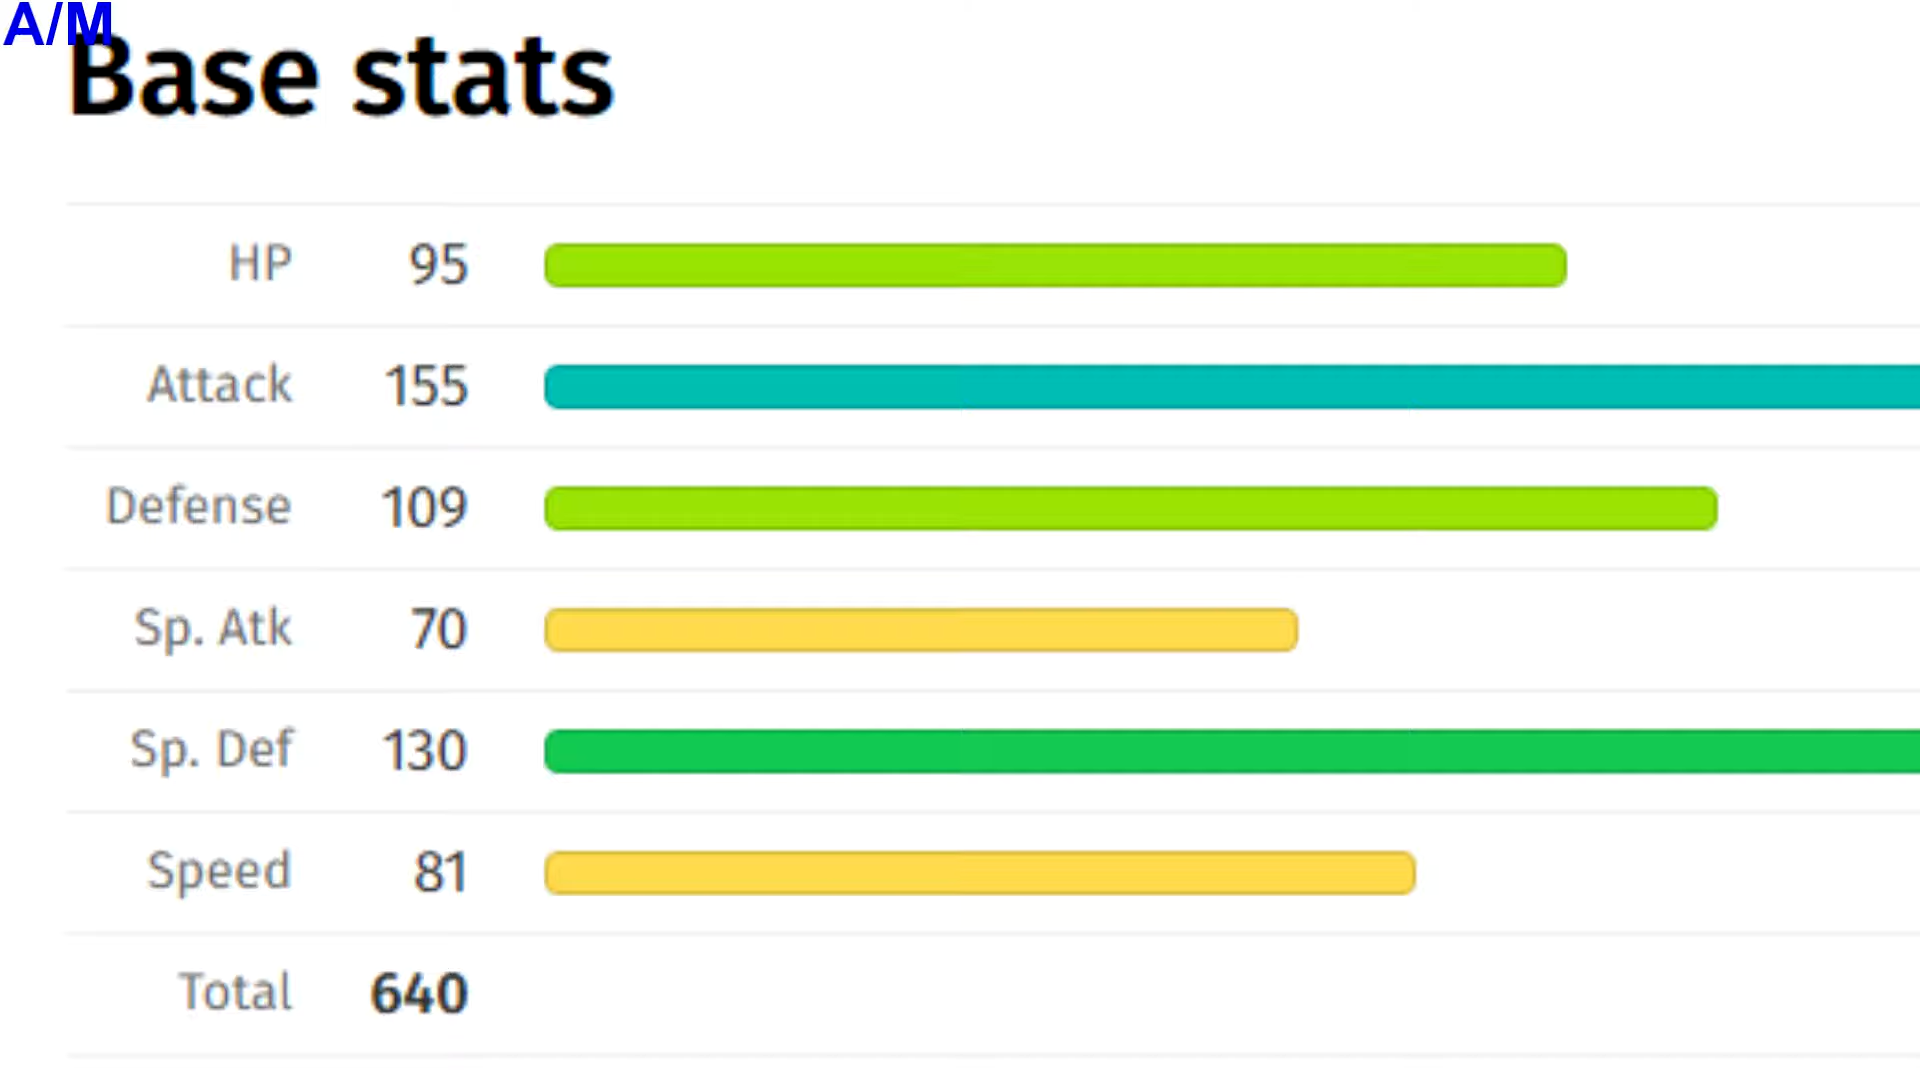 A/M
Base stats
HP 95
Attack 155
Defense 109
Sp. Atk 70
Sp. Def 130
Speed 81
Total 640